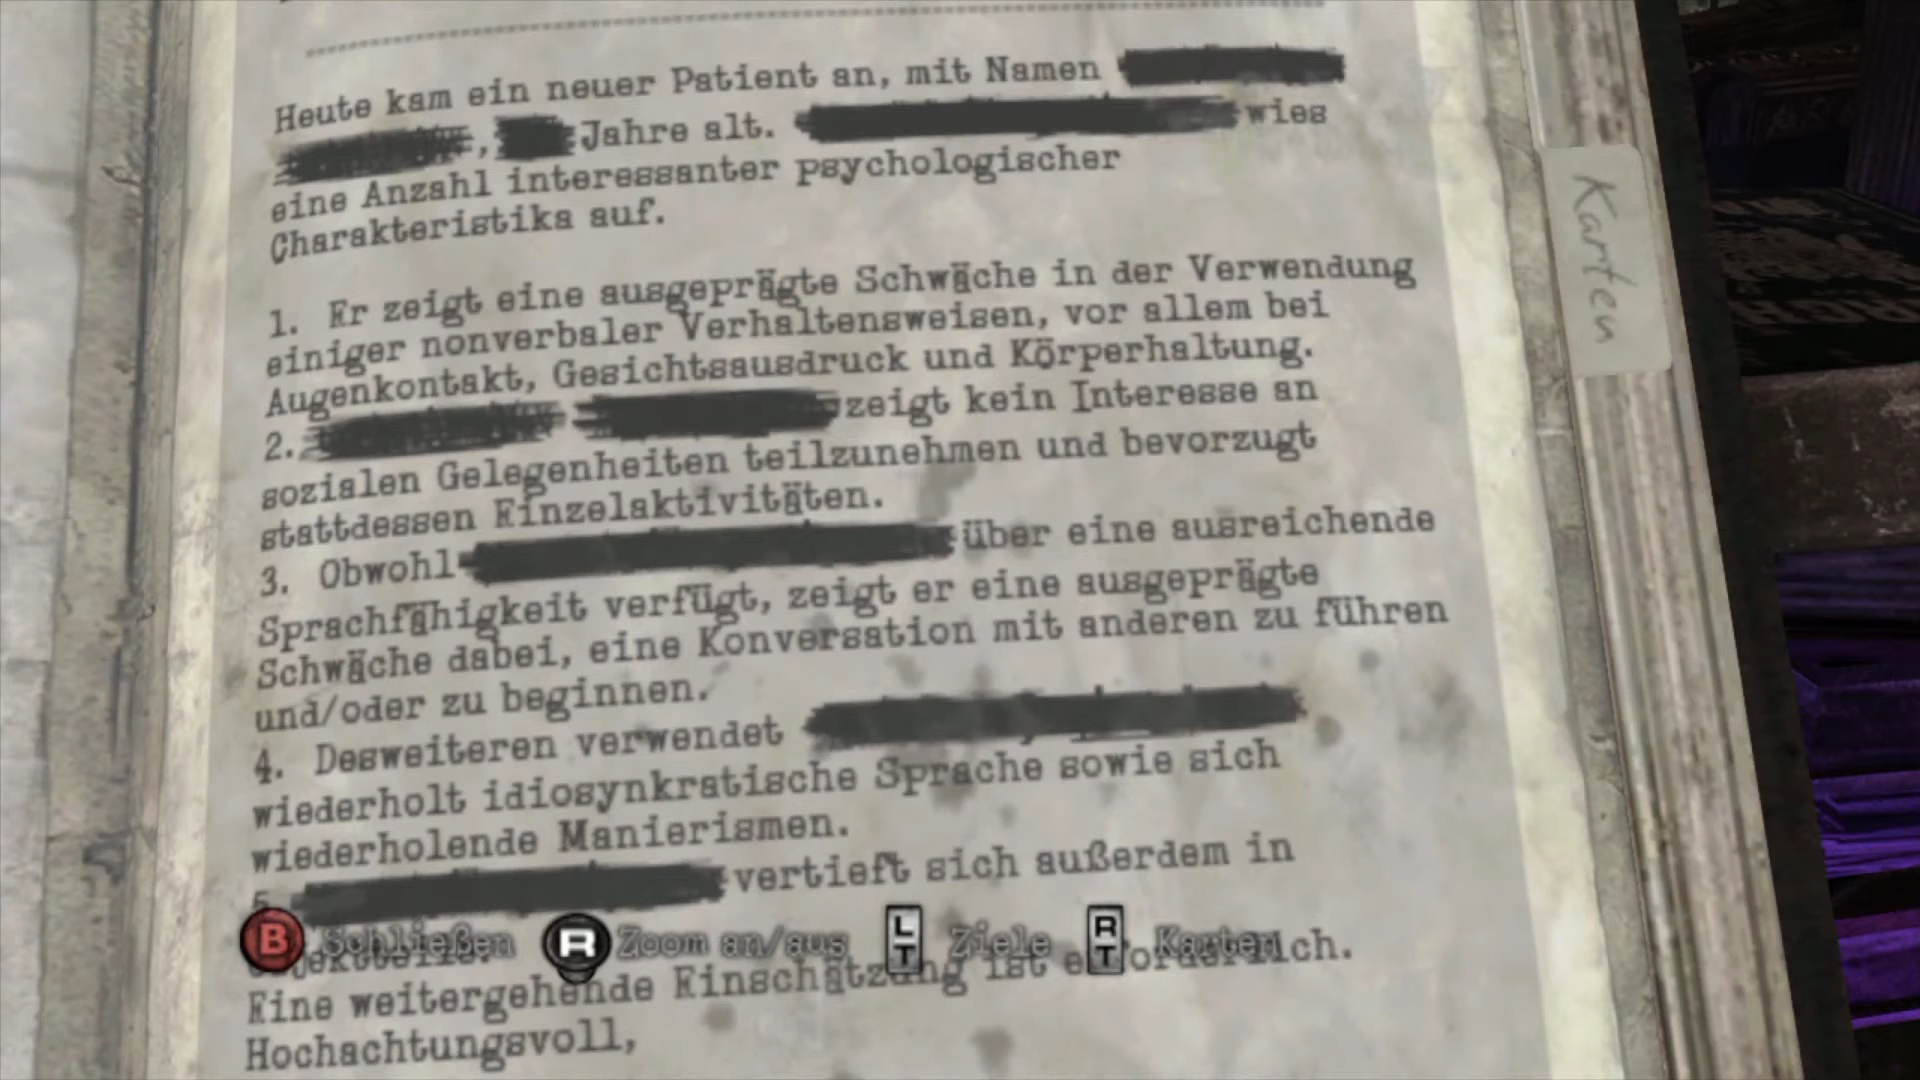 Heute kam ein neuer Patient an, mit Namen
, Jahre alt. wies
eine Anzahl interessanter psychologischer
Charakteristika auf.
1. Er zeigt eine ausgeprägte Schwäche in der Verwendung
einiger nonverbaler Verhaltensweisen, vor allem bei
Augenkontakt, Gesichtsausdruck und Körperhaltung.
2. zeigt kein Interesse an
sozialen Gelegenheiten teilzunehmen und bevorzugt
stattdessen Einzelaktivitäten.
3. Obwohl über eine ausreichende
Sprachfähigkeit verfügt, zeigt er eine ausgeprägte
Schwäche dabei, eine Konversation mit anderen zu führen
und/oder zu beginnen.
4. Desweiteren verwendet
wiederholt idiosynkratische Sprache sowie sich
wiederholende Manierismen.
5. vertieft sich außerdem in
B Schließen R Zoom an/aus LT Ziele RT Karten
Eine weitergehende Einschätzung ist erforderlich.
Hochachtungsvoll,
Karten